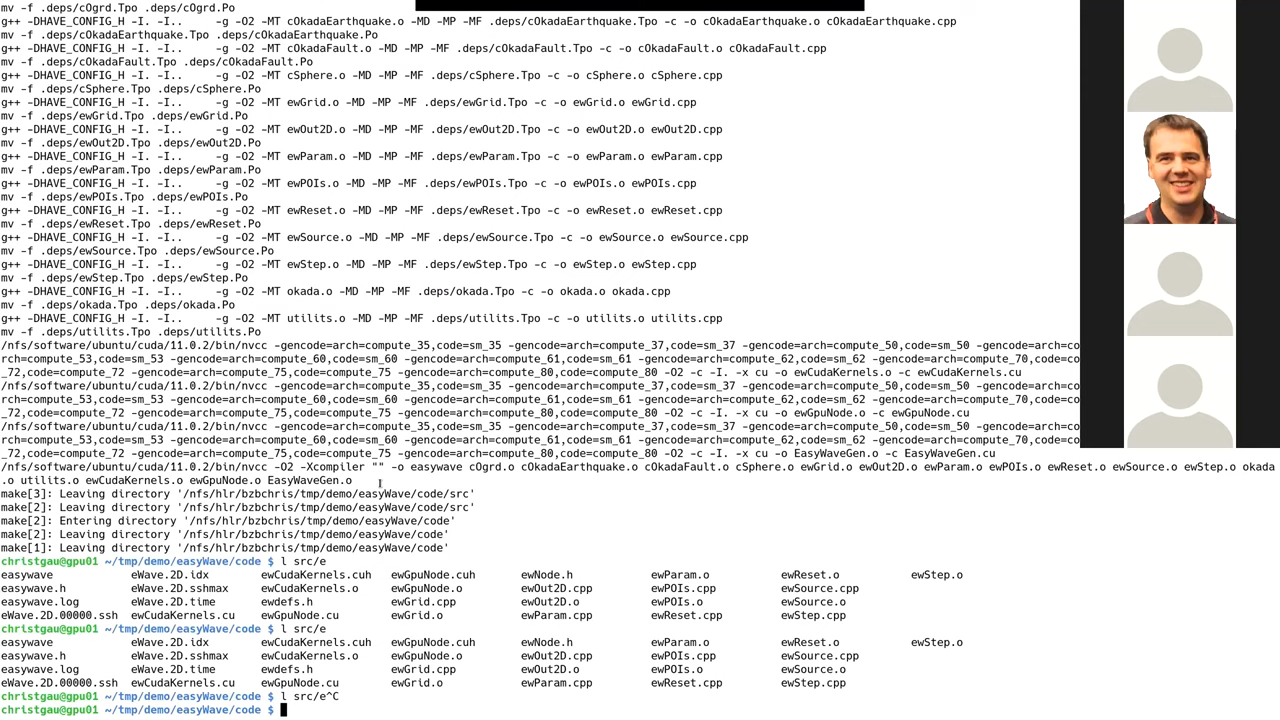 mv -f .deps/cOgrd.Tpo .deps/cOgrd.Po
g++ -DHAVE_CONFIG_H -I. -I..     -g -O2 -MT cOkadaEarthquake.o -MD -MP -MF .deps/cOkadaEarthquake.Tpo -c -o cOkadaEarthquake.o cOkadaEarthquake.cpp
mv -f .deps/cOkadaEarthquake.Tpo .deps/cOkadaEarthquake.Po
g++ -DHAVE_CONFIG_H -I. -I..     -g -O2 -MT cOkadaFault.o -MD -MP -MF .deps/cOkadaFault.Tpo -c -o cOkadaFault.o cOkadaFault.cpp
mv -f .deps/cOkadaFault.Tpo .deps/cOkadaFault.Po
g++ -DHAVE_CONFIG_H -I. -I..     -g -O2 -MT cSphere.o -MD -MP -MF .deps/cSphere.Tpo -c -o cSphere.o cSphere.cpp
mv -f .deps/cSphere.Tpo .deps/cSphere.Po
g++ -DHAVE_CONFIG_H -I. -I..     -g -O2 -MT ewGrid.o -MD -MP -MF .deps/ewGrid.Tpo -c -o ewGrid.o ewGrid.cpp
mv -f .deps/ewGrid.Tpo .deps/ewGrid.Po
g++ -DHAVE_CONFIG_H -I. -I..     -g -O2 -MT ewOut2D.o -MD -MP -MF .deps/ewOut2D.Tpo -c -o ewOut2D.o ewOut2D.cpp
mv -f .deps/ewOut2D.Tpo .deps/ewOut2D.Po
g++ -DHAVE_CONFIG_H -I. -I..     -g -O2 -MT ewParam.o -MD -MP -MF .deps/ewParam.Tpo -c -o ewParam.o ewParam.cpp
mv -f .deps/ewParam.Tpo .deps/ewParam.Po
g++ -DHAVE_CONFIG_H -I. -I..     -g -O2 -MT ewPOIs.o -MD -MP -MF .deps/ewPOIs.Tpo -c -o ewPOIs.o ewPOIs.cpp
mv -f .deps/ewPOIs.Tpo .deps/ewPOIs.Po
g++ -DHAVE_CONFIG_H -I. -I..     -g -O2 -MT ewReset.o -MD -MP -MF .deps/ewReset.Tpo -c -o ewReset.o ewReset.cpp
mv -f .deps/ewReset.Tpo .deps/ewReset.Po
g++ -DHAVE_CONFIG_H -I. -I..     -g -O2 -MT ewSource.o -MD -MP -MF .deps/ewSource.Tpo -c -o ewSource.o ewSource.cpp
mv -f .deps/ewSource.Tpo .deps/ewSource.Po
g++ -DHAVE_CONFIG_H -I. -I..     -g -O2 -MT ewStep.o -MD -MP -MF .deps/ewStep.Tpo -c -o ewStep.o ewStep.cpp
mv -f .deps/ewStep.Tpo .deps/ewStep.Po
g++ -DHAVE_CONFIG_H -I. -I..     -g -O2 -MT okada.o -MD -MP -MF .deps/okada.Tpo -c -o okada.o okada.cpp
mv -f .deps/okada.Tpo .deps/okada.Po
g++ -DHAVE_CONFIG_H -I. -I..     -g -O2 -MT utilits.o -MD -MP -MF .deps/utilits.Tpo -c -o utilits.o utilits.cpp
mv -f .deps/utilits.Tpo .deps/utilits.Po
/nfs/software/ubuntu/cuda/11.0.2/bin/nvcc -gencode=arch=compute_35,code=sm_35 -gencode=arch=compute_37,code=sm_37 -gencode=arch=compute_50,code=sm_50 -gencode=arch=co
rch=compute_53,code=sm_53 -gencode=arch=compute_60,code=sm_60 -gencode=arch=compute_61,code=sm_61 -gencode=arch=compute_62,code=sm_62 -gencode=arch=compute_70,code=co
_72,code=compute_72 -gencode=arch=compute_75,code=compute_75 -gencode=arch=compute_80,code=compute_80 -O2 -c -I. -x cu -o ewCudaKernels.o -c ewCudaKernels.cu
/nfs/software/ubuntu/cuda/11.0.2/bin/nvcc -gencode=arch=compute_35,code=sm_35 -gencode=arch=compute_37,code=sm_37 -gencode=arch=compute_50,code=sm_50 -gencode=arch=co
rch=compute_53,code=sm_53 -gencode=arch=compute_60,code=sm_60 -gencode=arch=compute_61,code=sm_61 -gencode=arch=compute_62,code=sm_62 -gencode=arch=compute_70,code=co
_72,code=compute_72 -gencode=arch=compute_75,code=compute_75 -gencode=arch=compute_80,code=compute_80 -O2 -c -I. -x cu -o ewGpuNode.o -c ewGpuNode.cu
/nfs/software/ubuntu/cuda/11.0.2/bin/nvcc -gencode=arch=compute_35,code=sm_35 -gencode=arch=compute_37,code=sm_37 -gencode=arch=compute_50,code=sm_50 -gencode=arch=co
rch=compute_53,code=sm_53 -gencode=arch=compute_60,code=sm_60 -gencode=arch=compute_61,code=sm_61 -gencode=arch=compute_62,code=sm_62 -gencode=arch=compute_70,code=co
_72,code=compute_72 -gencode=arch=compute_75,code=compute_75 -gencode=arch=compute_80,code=compute_80 -O2 -c -I. -x cu -o EasyWaveGen.o -c EasyWaveGen.cu
/nfs/software/ubuntu/cuda/11.0.2/bin/nvcc -O2 -Xcompiler "" -o easywave cOgrd.o cOkadaEarthquake.o cOkadaFault.o cSphere.o ewGrid.o ewOut2D.o ewParam.o ewPOIs.o ewReset.o ewSource.o ewStep.o okada
.o utilits.o ewCudaKernels.o ewGpuNode.o EasyWaveGen.o
make[3]: Leaving directory '/nfs/hlr/bzbchris/tmp/demo/easyWave/code/src'
make[2]: Leaving directory '/nfs/hlr/bzbchris/tmp/demo/easyWave/code/src'
make[2]: Entering directory '/nfs/hlr/bzbchris/tmp/demo/easyWave/code'
make[2]: Leaving directory '/nfs/hlr/bzbchris/tmp/demo/easyWave/code'
make[1]: Leaving directory '/nfs/hlr/bzbchris/tmp/demo/easyWave/code'
christgau@gpu01 ~/tmp/demo/easyWave/code $ l src/e
easywave            eWave.2D.idx     ewCudaKernels.cuh   ewGpuNode.cuh       ewNode.h            ewParam.o           ewReset.o           ewStep.o
easywave.h          eWave.2D.sshmax  ewCudaKernels.o     ewGpuNode.o         ewOut2D.cpp         ewPOIs.cpp          ewSource.cpp
easywave.log        eWave.2D.time    ewdefs.h            ewGrid.cpp          ewOut2D.o           ewPOIs.o            ewSource.o
eWave.2D.00000.ssh  ewCudaKernels.cu    ewGpuNode.cu        ewGrid.o            ewParam.cpp         ewReset.cpp         ewStep.cpp
christgau@gpu01 ~/tmp/demo/easyWave/code $ l src/e
easywave            eWave.2D.idx     ewCudaKernels.cuh   ewGpuNode.cuh       ewNode.h            ewParam.o           ewReset.o           ewStep.o
easywave.h          eWave.2D.sshmax  ewCudaKernels.o     ewGpuNode.o         ewOut2D.cpp         ewPOIs.cpp          ewSource.cpp
easywave.log        eWave.2D.time    ewdefs.h            ewGrid.cpp          ewOut2D.o           ewPOIs.o            ewSource.o
eWave.2D.00000.ssh  ewCudaKernels.cu    ewGpuNode.cu        ewGrid.o            ewParam.cpp         ewReset.cpp         ewStep.cpp
christgau@gpu01 ~/tmp/demo/easyWave/code $ l src/e^C
christgau@gpu01 ~/tmp/demo/easyWave/code $